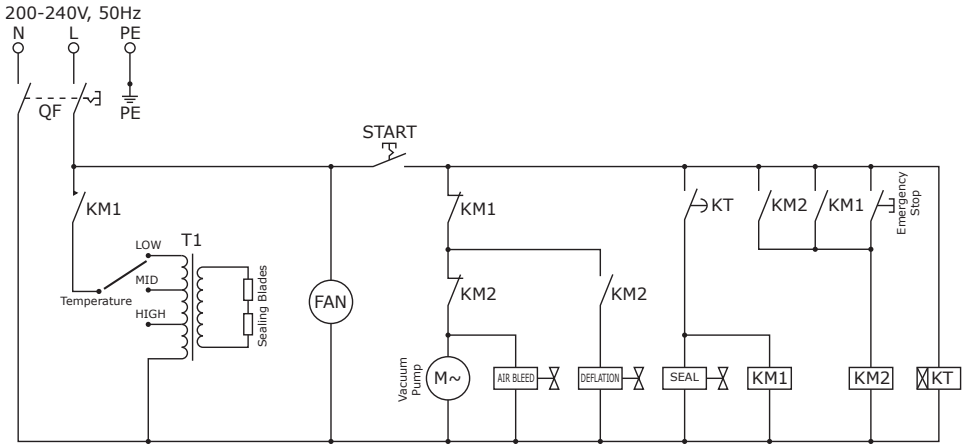 200-240V, 50Hz
N L PE
QF
PE
START
KM1
KM1
KT
KM2
KM1
Emergency
Stop
LOW
T1
MID
Temperature
HIGH
Sealing Blades
FAN
KM2
KM2
Vacuum
Pump
M~
AIR BLEED
DEFLATION
SEAL
KM1
KM2
KT